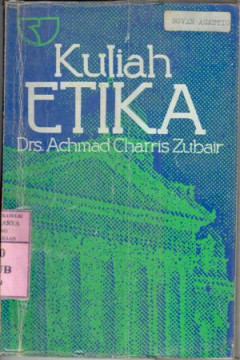 Kuliah
ETIKA
Drs. Achmad Charris Zubair